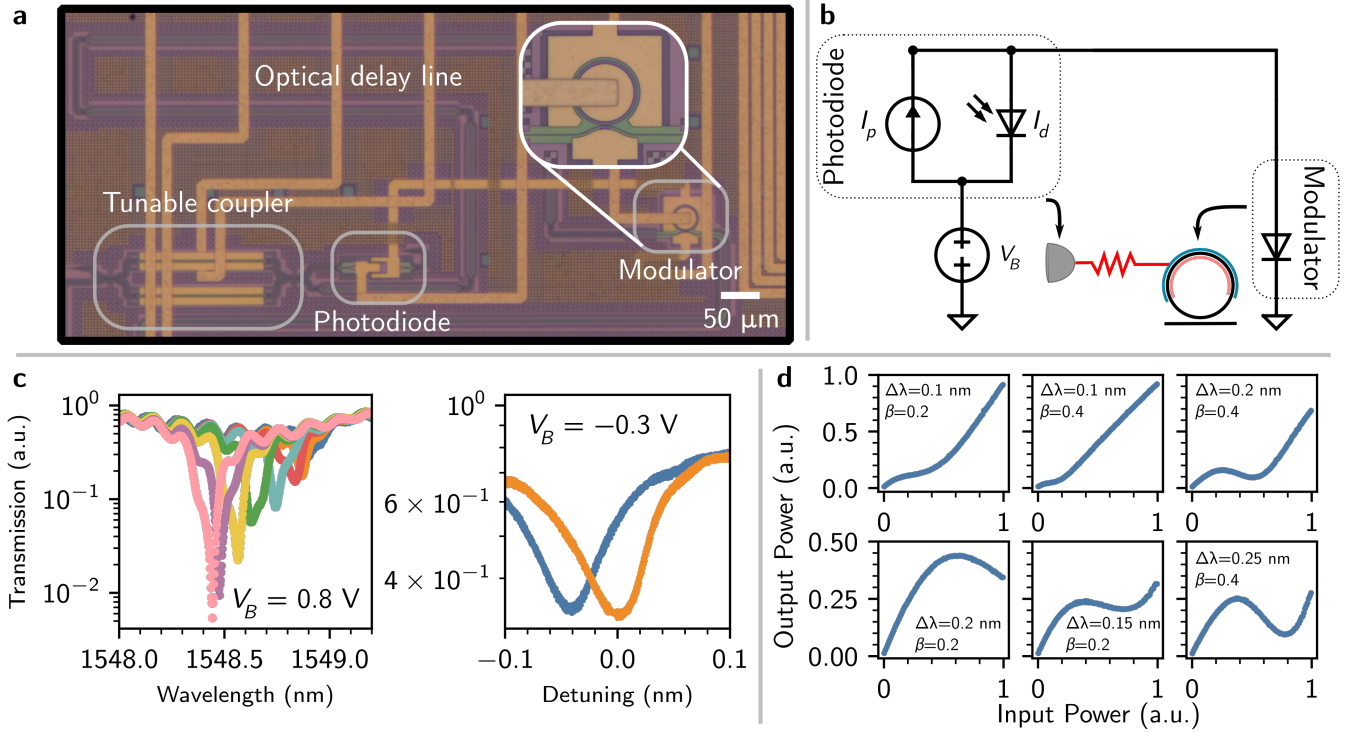 a
Optical delay line
Tunable coupler
Photodiode
Modulator
50 μm
b
Photodiode
I_p
I_d
V_B
Modulator
c
Transmission (a.u.)
10⁰
10⁻¹
10⁻²
V_B = 0.8 V
1548.0 1548.5 1549.0
Wavelength (nm)
10⁰
6 × 10⁻¹
4 × 10⁻¹
V_B = −0.3 V
−0.1 0.0 0.1
Detuning (nm)
d
Output Power (a.u.)
1.0
0.5
0.0
Δλ=0.1 nm
β=0.2
0 1
Δλ=0.1 nm
β=0.4
0 1
Δλ=0.2 nm
β=0.4
0 1
0.50
0.25
0.00
Δλ=0.2 nm
β=0.2
0 1
Δλ=0.15 nm
β=0.2
0 1
Δλ=0.25 nm
β=0.4
0 1
Input Power (a.u.)